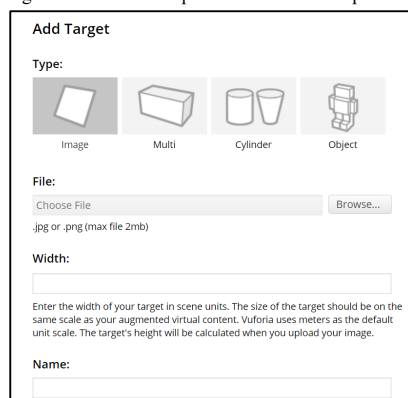 Add Target
Type:
Image Multi Cylinder Object
File:
Choose File Browse...
.jpg or .png (max file 2mb)
Width:
Enter the width of your target in scene units. The size of the target should be on the
same scale as your augmented virtual content. Vuforia uses meters as the default
unit scale. The target's height will be calculated when you upload your image.
Name: